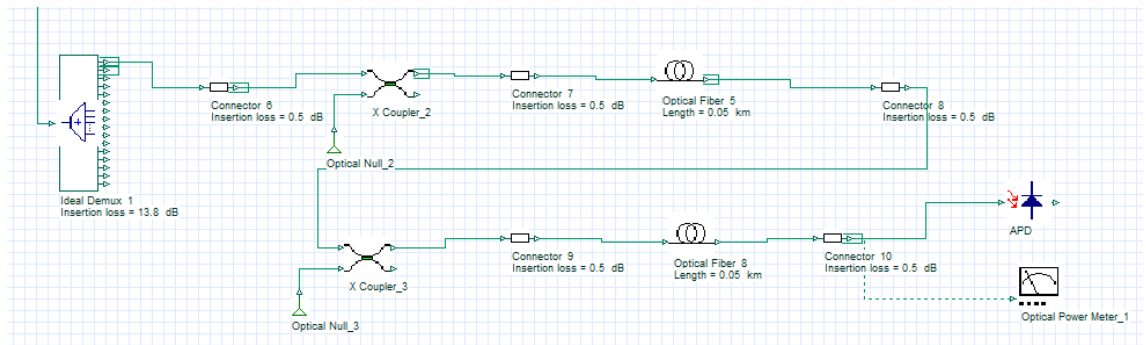 Connector 6
Insertion loss = 0.5 dB
X Coupler_2
Connector 7
Insertion loss = 0.5 dB
Optical Fiber 5
Length = 0.05 km
Connector 8
Insertion loss = 0.5 dB
Optical Null_2
Ideal Demux 1
Insertion loss = 13.8 dB
APD
Connector 9
Insertion loss = 0.5 dB
Optical Fiber 8
Length = 0.05 km
Connector 10
Insertion loss = 0.5 dB
X Coupler_3
Optical Null_3
Optical Power Meter_1